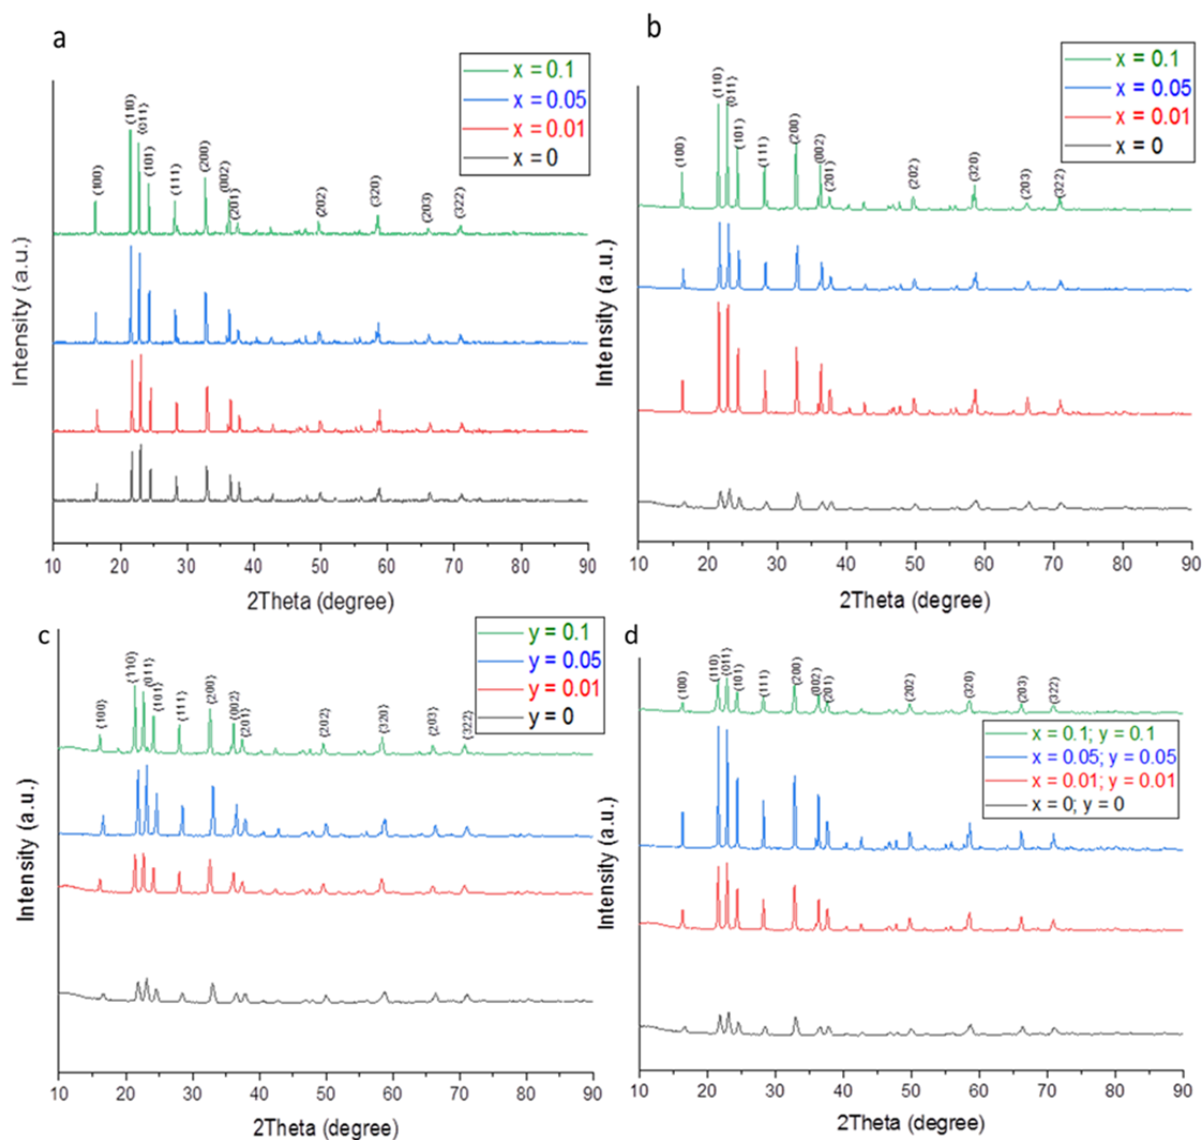 a
x = 0.1
x = 0.05
x = 0.01
x = 0
(100)
(110)
(011)
(101)
(111)
(200)
(002)
(201)
(202)
(320)
(203)
(322)
Intensity (a.u.)
10 20 30 40 50 60 70 80 90
2Theta (degree)
b
x = 0.1
x = 0.05
x = 0.01
x = 0
(100)
(110)
(011)
(101)
(111)
(200)
(002)
(201)
(202)
(320)
(203)
(322)
Intensity (a.u.)
10 20 30 40 50 60 70 80 90
2Theta (degree)
c
y = 0.1
y = 0.05
y = 0.01
y = 0
(100)
(110)
(011)
(101)
(111)
(200)
(002)
(201)
(202)
(320)
(203)
(322)
Intensity (a.u.)
10 20 30 40 50 60 70 80 90
2Theta (degree)
d
(100)
(110)
(011)
(101)
(111)
(200)
(002)
(201)
(202)
(320)
(203)
(322)
x = 0.1; y = 0.1
x = 0.05; y = 0.05
x = 0.01; y = 0.01
x = 0; y = 0
Intensity (a.u.)
10 20 30 40 50 60 70 80 90
2Theta (degree)